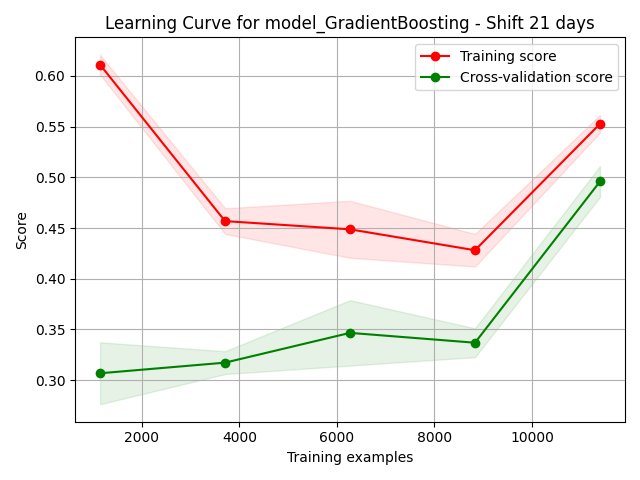 Learning Curve for model_GradientBoosting - Shift 21 days
Training score
Cross-validation score
0.60
0.55
0.50
0.45
0.40
0.35
0.30
Score
2000 4000 6000 8000 10000
Training examples